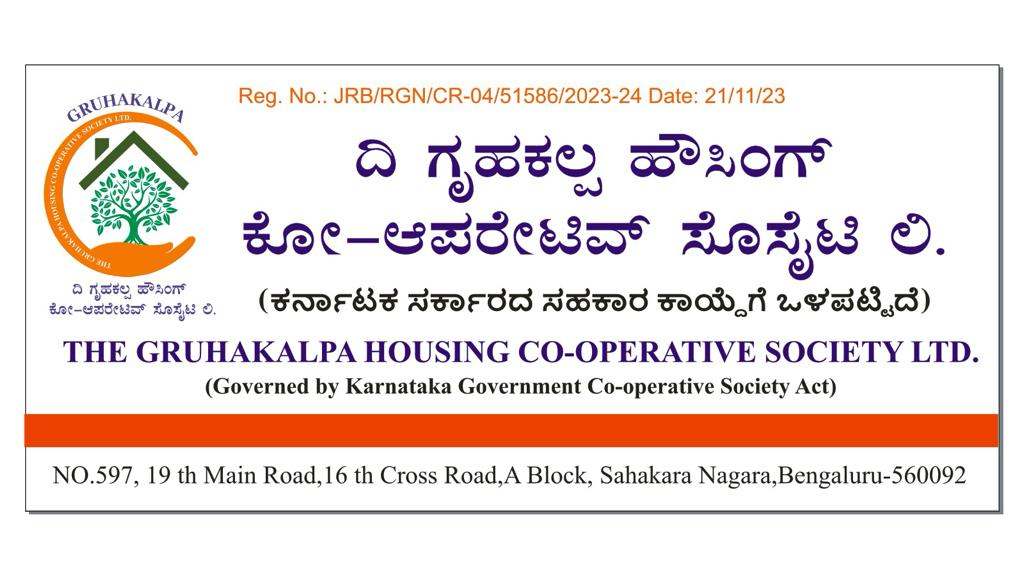 Reg. No.: JRB/RGN/CR-04/51586/2023-24 Date: 21/11/23
GRUHAKALPA
THE GRUHAKALPA HOUSING CO-OPERATIVE SOCIETY LTD.
ದಿ ಗೃಹಕಲ್ಪ ಹೌಸಿಂಗ್
ಕೋ-ಆಪರೇಟಿವ್ ಸೊಸೈಟಿ ಲಿ.
ದಿ ಗೃಹಕಲ್ಪ ಹೌಸಿಂಗ್
ಕೋ-ಆಪರೇಟಿವ್ ಸೊಸೈಟಿ ಲಿ.
(ಕರ್ನಾಟಕ ಸರ್ಕಾರದ ಸಹಕಾರ ಕಾಯ್ದೆಗೆ ಒಳಪಟ್ಟಿದೆ)
THE GRUHAKALPA HOUSING CO-OPERATIVE SOCIETY LTD.
(Governed by Karnataka Government Co-operative Society Act)
NO.597, 19 th Main Road,16 th Cross Road,A Block, Sahakara Nagara,Bengaluru-560092